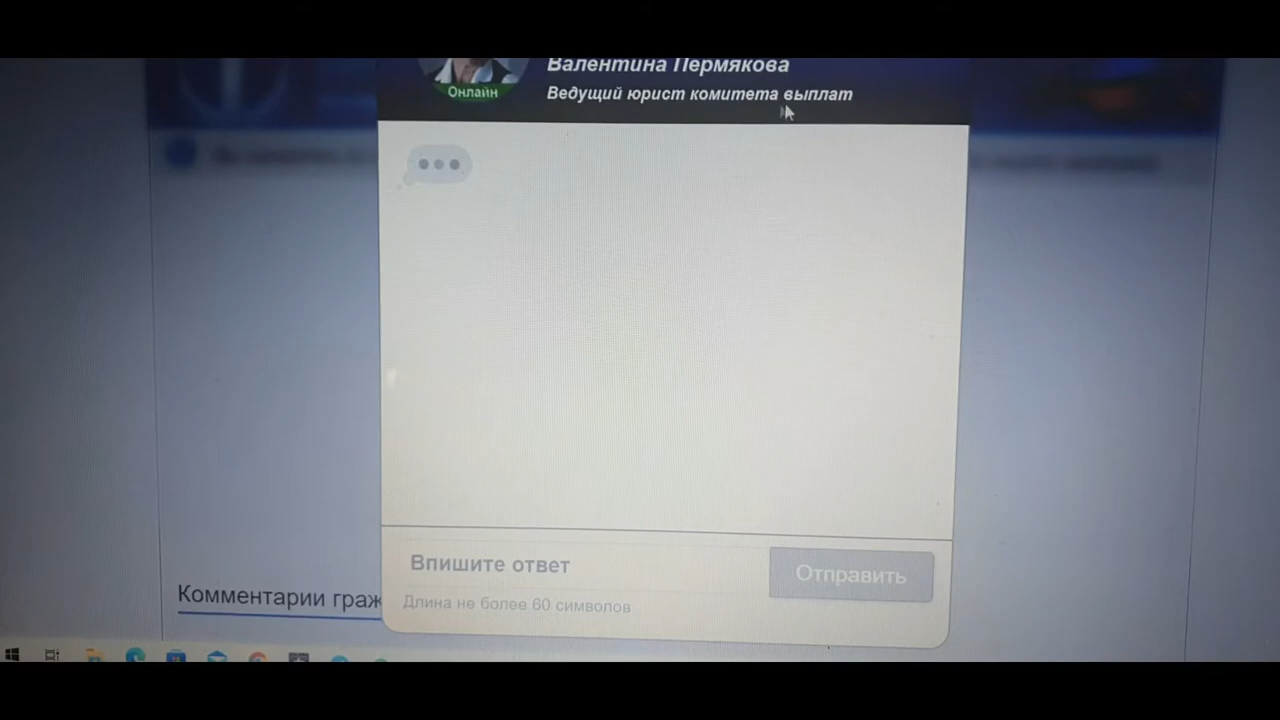 Валентина Пермякова
Онлайн
Ведущий юрист комитета выплат
Впишите ответ
Отправить
Комментарии граж
Длина не более 60 символов